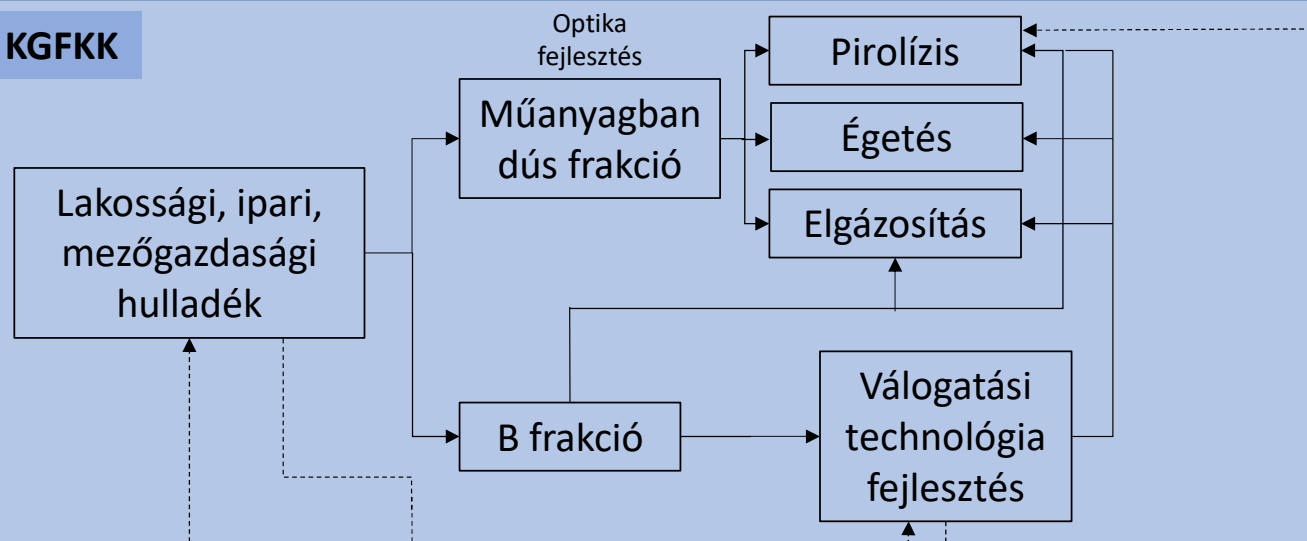 KGFKK
Optika
fejlesztés
Pirolízis
Műanyagban
dús frakció
Égetés
Lakossági, ipari,
mezőgazdasági
hulladék
Elgázosítás
B frakció
Válogatási
technológia
fejlesztés